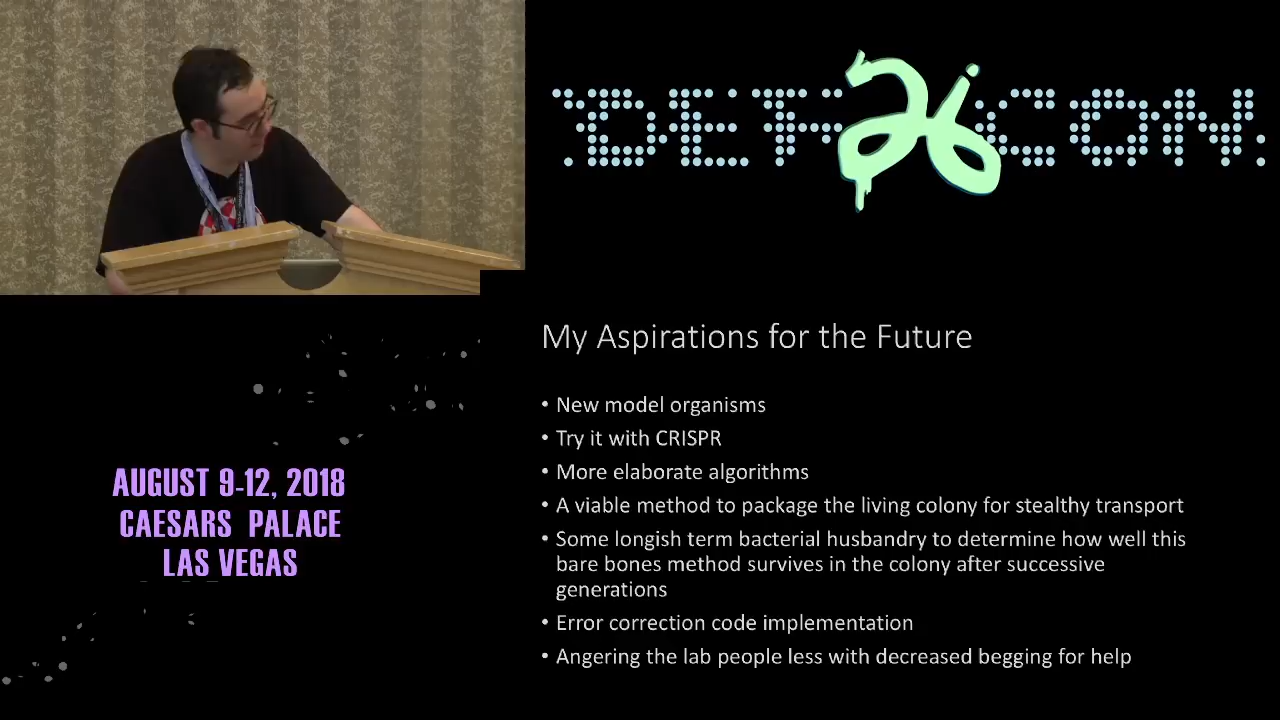 DEF 26 CON
My Aspirations for the Future
• New model organisms
• Try it with CRISPR
• More elaborate algorithms
• A viable method to package the living colony for stealthy transport
• Some longish term bacterial husbandry to determine how well this
bare bones method survives in the colony after successive
generations
• Error correction code implementation
• Angering the lab people less with decreased begging for help
AUGUST 9-12, 2018
CAESARS PALACE
LAS VEGAS